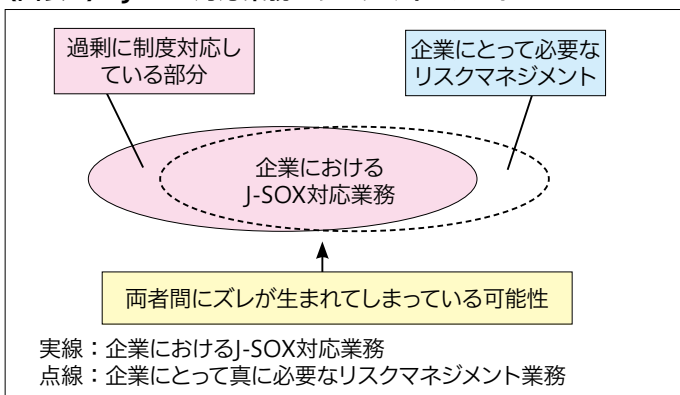 過剰に制度対応し
ている部分
企業にとって必要な
リスクマネジメント
企業における
J-SOX対応業務
両者間にズレが生まれてしまっている可能性
実線：企業におけるJ-SOX対応業務
点線：企業にとって真に必要なリスクマネジメント業務